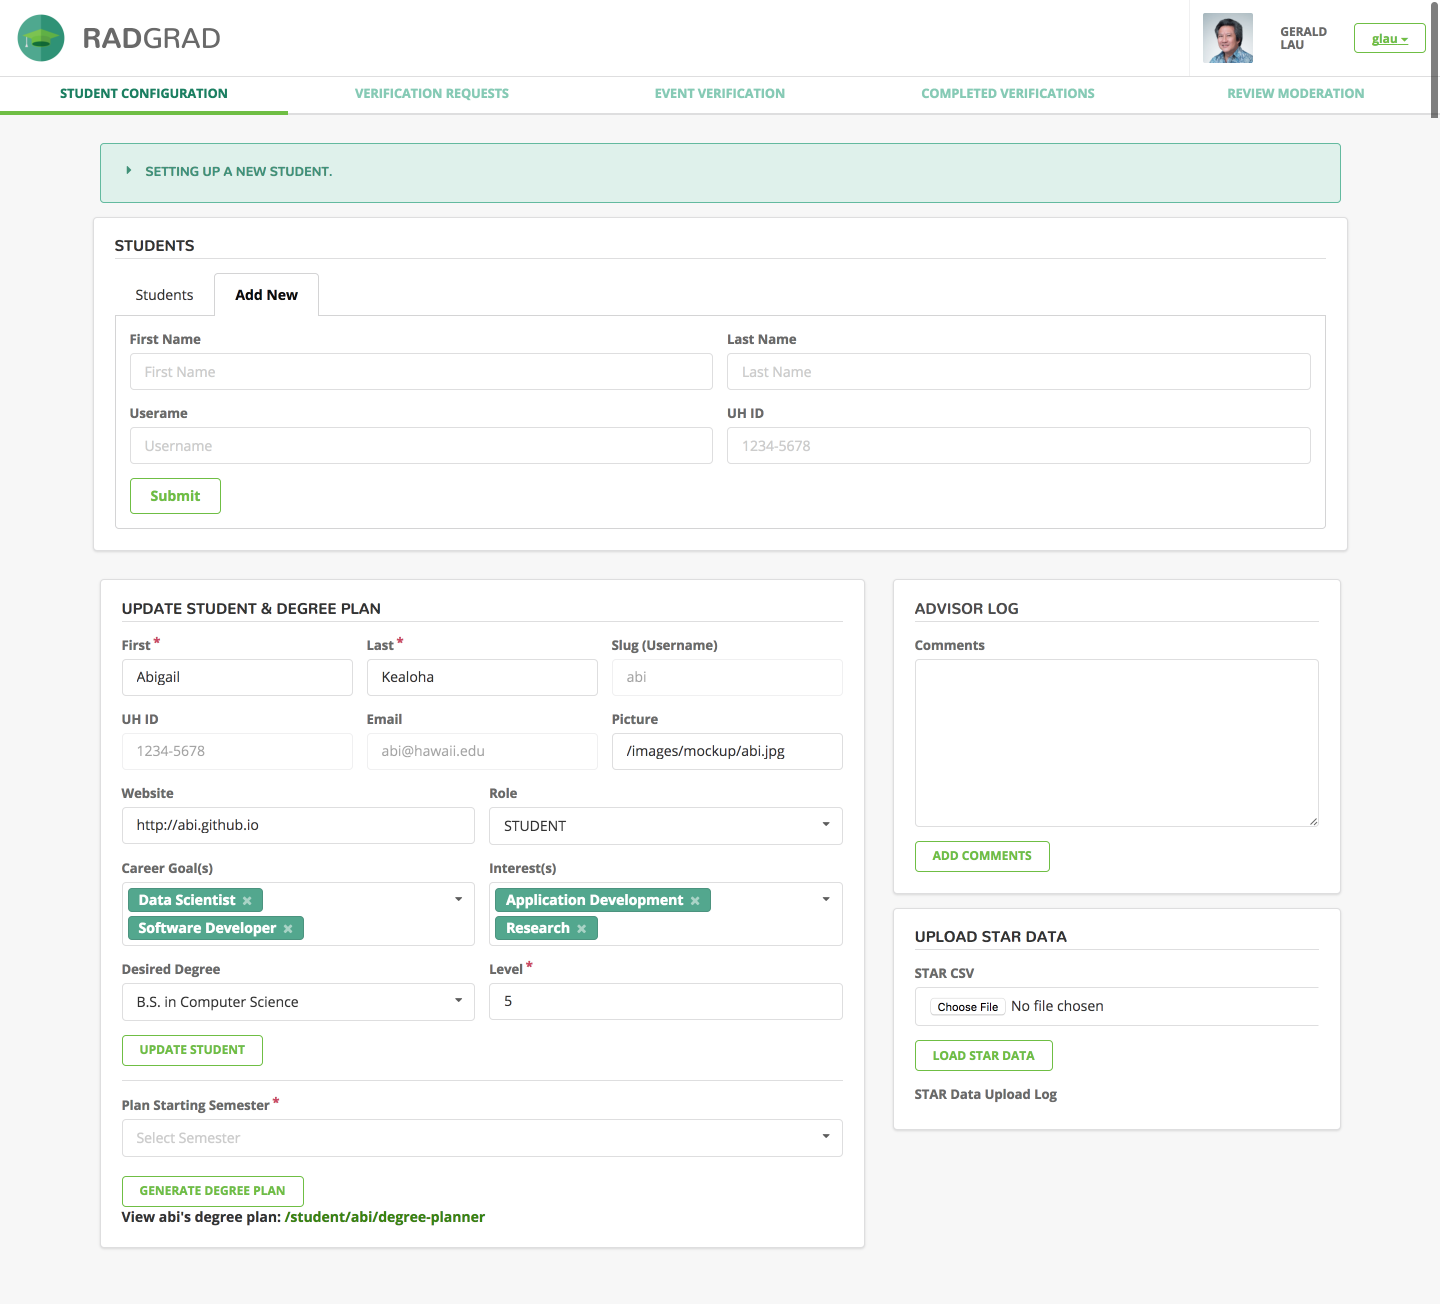 RADGRAD
GERALD
LAU
glau
STUDENT CONFIGURATION
VERIFICATION REQUESTS
EVENT VERIFICATION
COMPLETED VERIFICATIONS
REVIEW MODERATION
SETTING UP A NEW STUDENT.
STUDENTS
Students
Add New
First Name
Last Name
First Name
Last Name
Userame
UH ID
Username
1234-5678
Submit
UPDATE STUDENT & DEGREE PLAN
First *
Last *
Slug (Username)
Abigail
Kealoha
abi
UH ID
Email
Picture
1234-5678
abi@hawaii.edu
/images/mockup/abi.jpg
Website
Role
http://abi.github.io
STUDENT
Career Goal(s)
Interest(s)
Data Scientist ×
Software Developer ×
Application Development ×
Research ×
Desired Degree
Level *
B.S. in Computer Science
5
UPDATE STUDENT
Plan Starting Semester *
Select Semester
GENERATE DEGREE PLAN
View abi's degree plan: /student/abi/degree-planner
ADVISOR LOG
Comments
ADD COMMENTS
UPLOAD STAR DATA
STAR CSV
Choose File No file chosen
LOAD STAR DATA
STAR Data Upload Log